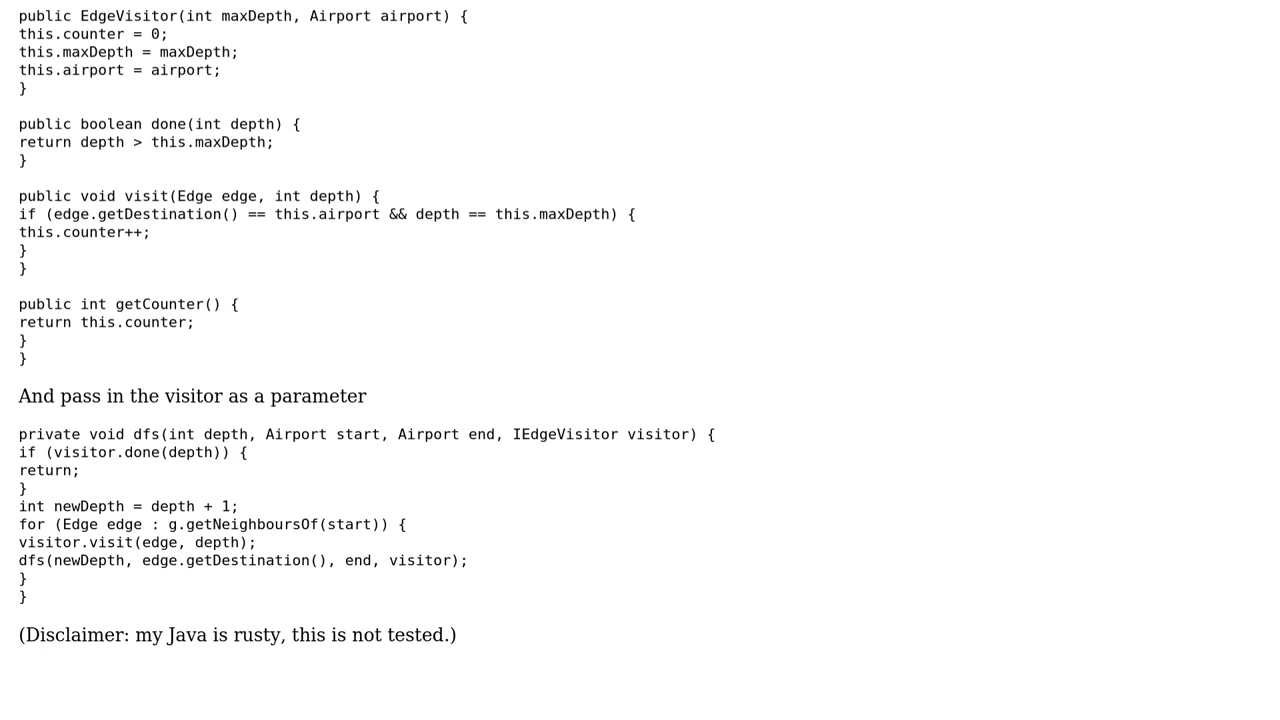 public EdgeVisitor(int maxDepth, Airport airport) {
this.counter = 0;
this.maxDepth = maxDepth;
this.airport = airport;
}
public boolean done(int depth) {
return depth > this.maxDepth;
}
public void visit(Edge edge, int depth) {
if (edge.getDestination() == this.airport && depth == this.maxDepth) {
this.counter++;
}
}
public int getCounter() {
return this.counter;
}
}
And pass in the visitor as a parameter
private void dfs(int depth, Airport start, Airport end, IEdgeVisitor visitor) {
if (visitor.done(depth)) {
return;
}
int newDepth = depth + 1;
for (Edge edge : g.getNeighboursOf(start)) {
visitor.visit(edge, depth);
dfs(newDepth, edge.getDestination(), end, visitor);
}
}
(Disclaimer: my Java is rusty, this is not tested.)